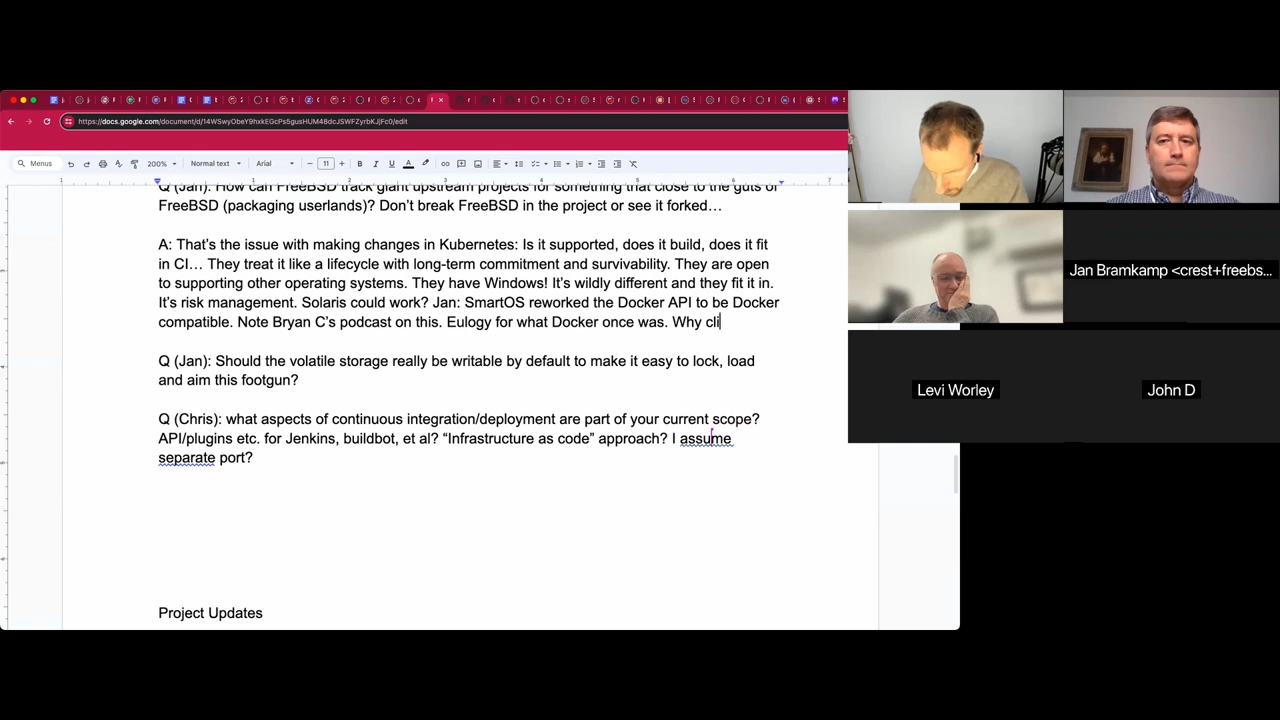 https://docs.google.com/document/d/14WSwyObeY9hxkEGcPs5gusHUM48dcJSWFZyrbKJjFc0/edit
Menus
200%
Normal text
Arial
11
1
1
2
3
4
5
6
7
Q (Jan): How can FreeBSD track giant upstream projects for something that close to the guts of
FreeBSD (packaging userlands)? Don’t break FreeBSD in the project or see it forked…
A: That’s the issue with making changes in Kubernetes: Is it supported, does it build, does it fit
in CI… They treat it like a lifecycle with long-term commitment and survivability. They are open
to supporting other operating systems. They have Windows! It’s wildly different and they fit it in.
It’s risk management. Solaris could work? Jan: SmartOS reworked the Docker API to be Docker
compatible. Note Bryan C’s podcast on this. Eulogy for what Docker once was. Why cli
Q (Jan): Should the volatile storage really be writable by default to make it easy to lock, load
and aim this footgun?
Q (Chris): what aspects of continuous integration/deployment are part of your current scope?
API/plugins etc. for Jenkins, buildbot, et al? “Infrastructure as code” approach? I assume
separate port?
Project Updates
Jan Bramkamp <crest+freebs...
Levi Worley
John D